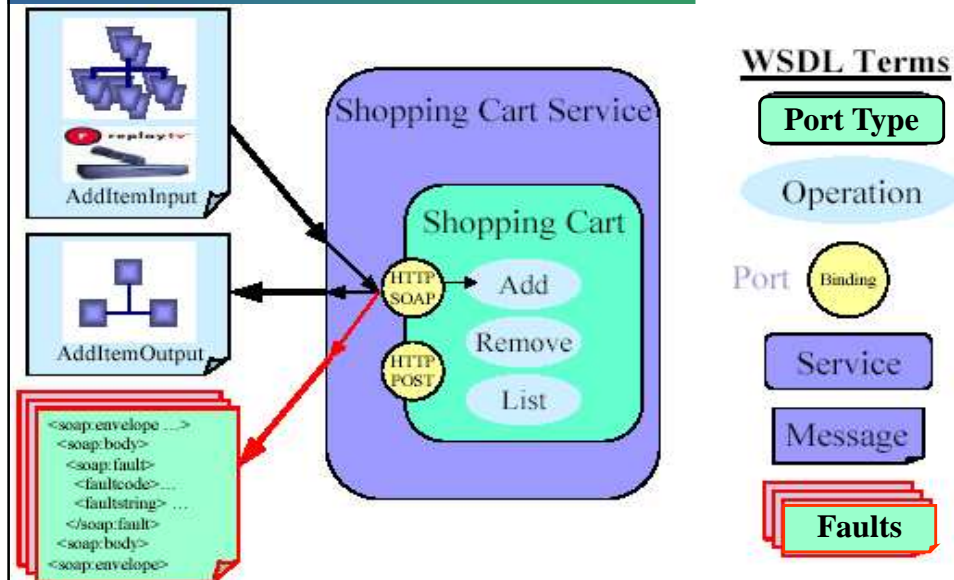 replaytv
AddItemInput
AddItemOutput
<soap:envelope ...>
<soap:body>
<soap:fault>
<faultcode>...
<faultstring> ...
</soap:fault>
<soap:body>
<soap:envelope>
Shopping Cart Service
Shopping Cart
HTTP
SOAP
Add
Remove
HTTP
POST
List
WSDL Terms
Port Type
Operation
Port
Binding
Service
Message
Faults